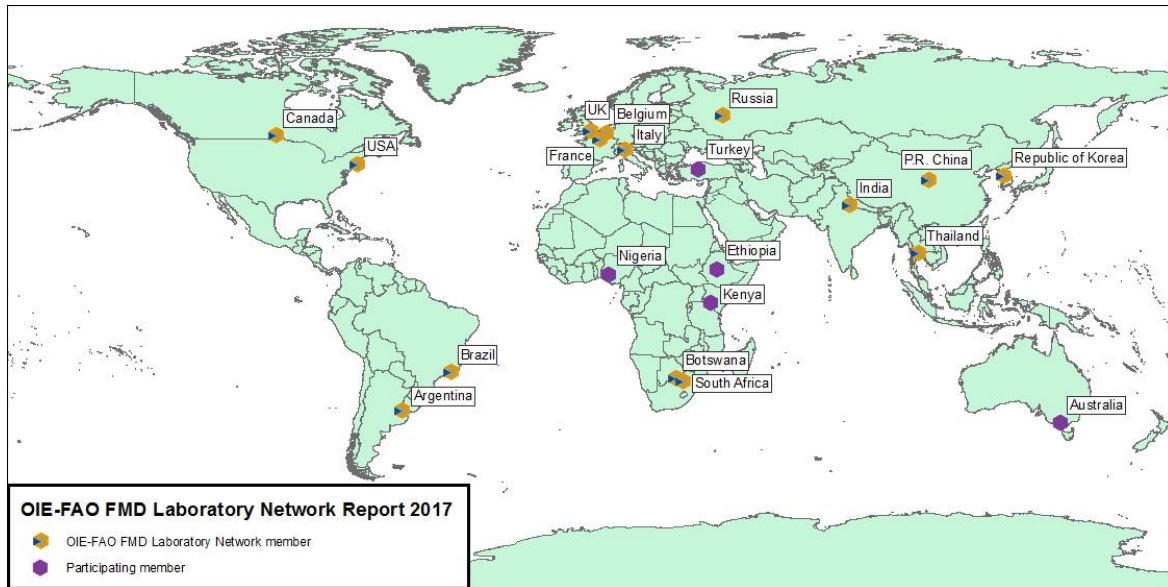 Canada
USA
UK
Belgium
Italy
France
Russia
Turkey
P.R. China
Republic of Korea
India
Thailand
Nigeria
Ethiopia
Kenya
Brazil
Argentina
Botswana
South Africa
Australia
OIE-FAO FMD Laboratory Network Report 2017
OIE-FAO FMD Laboratory Network member
Participating member